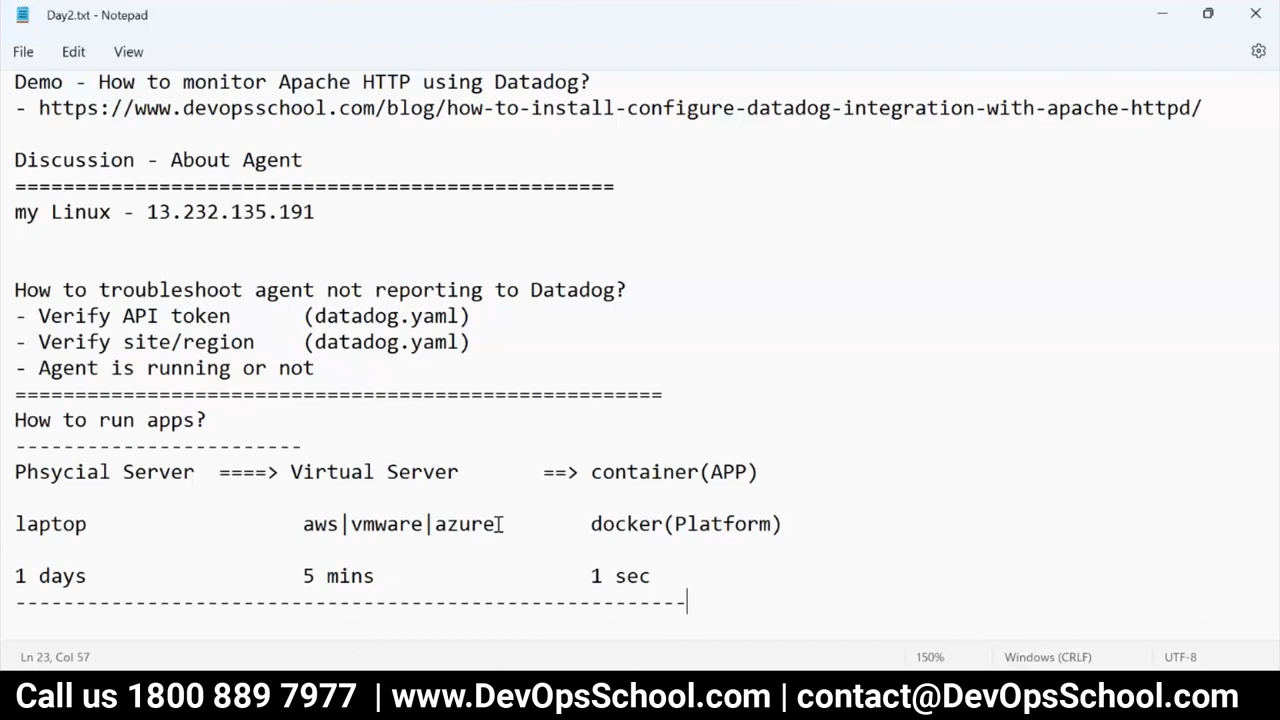 Day2.txt - Notepad
File Edit View
Demo - How to monitor Apache HTTP using Datadog?
- https://www.devopsschool.com/blog/how-to-install-configure-datadog-integration-with-apache-httpd/
Discussion - About Agent
==================================================
my Linux - 13.232.135.191
How to troubleshoot agent not reporting to Datadog?
- Verify API token (datadog.yaml)
- Verify site/region (datadog.yaml)
- Agent is running or not
======================================================
How to run apps?
------------------------
Phsycial Server ====> Virtual Server ==> container(APP)
laptop aws|vmware|azure docker(Platform)
1 days 5 mins 1 sec
--------------------------------------------------------
Ln 23, Col 57 150% Windows (CRLF) UTF-8
Call us 1800 889 7977 | www.DevOpsSchool.com | contact@DevOpsSchool.com